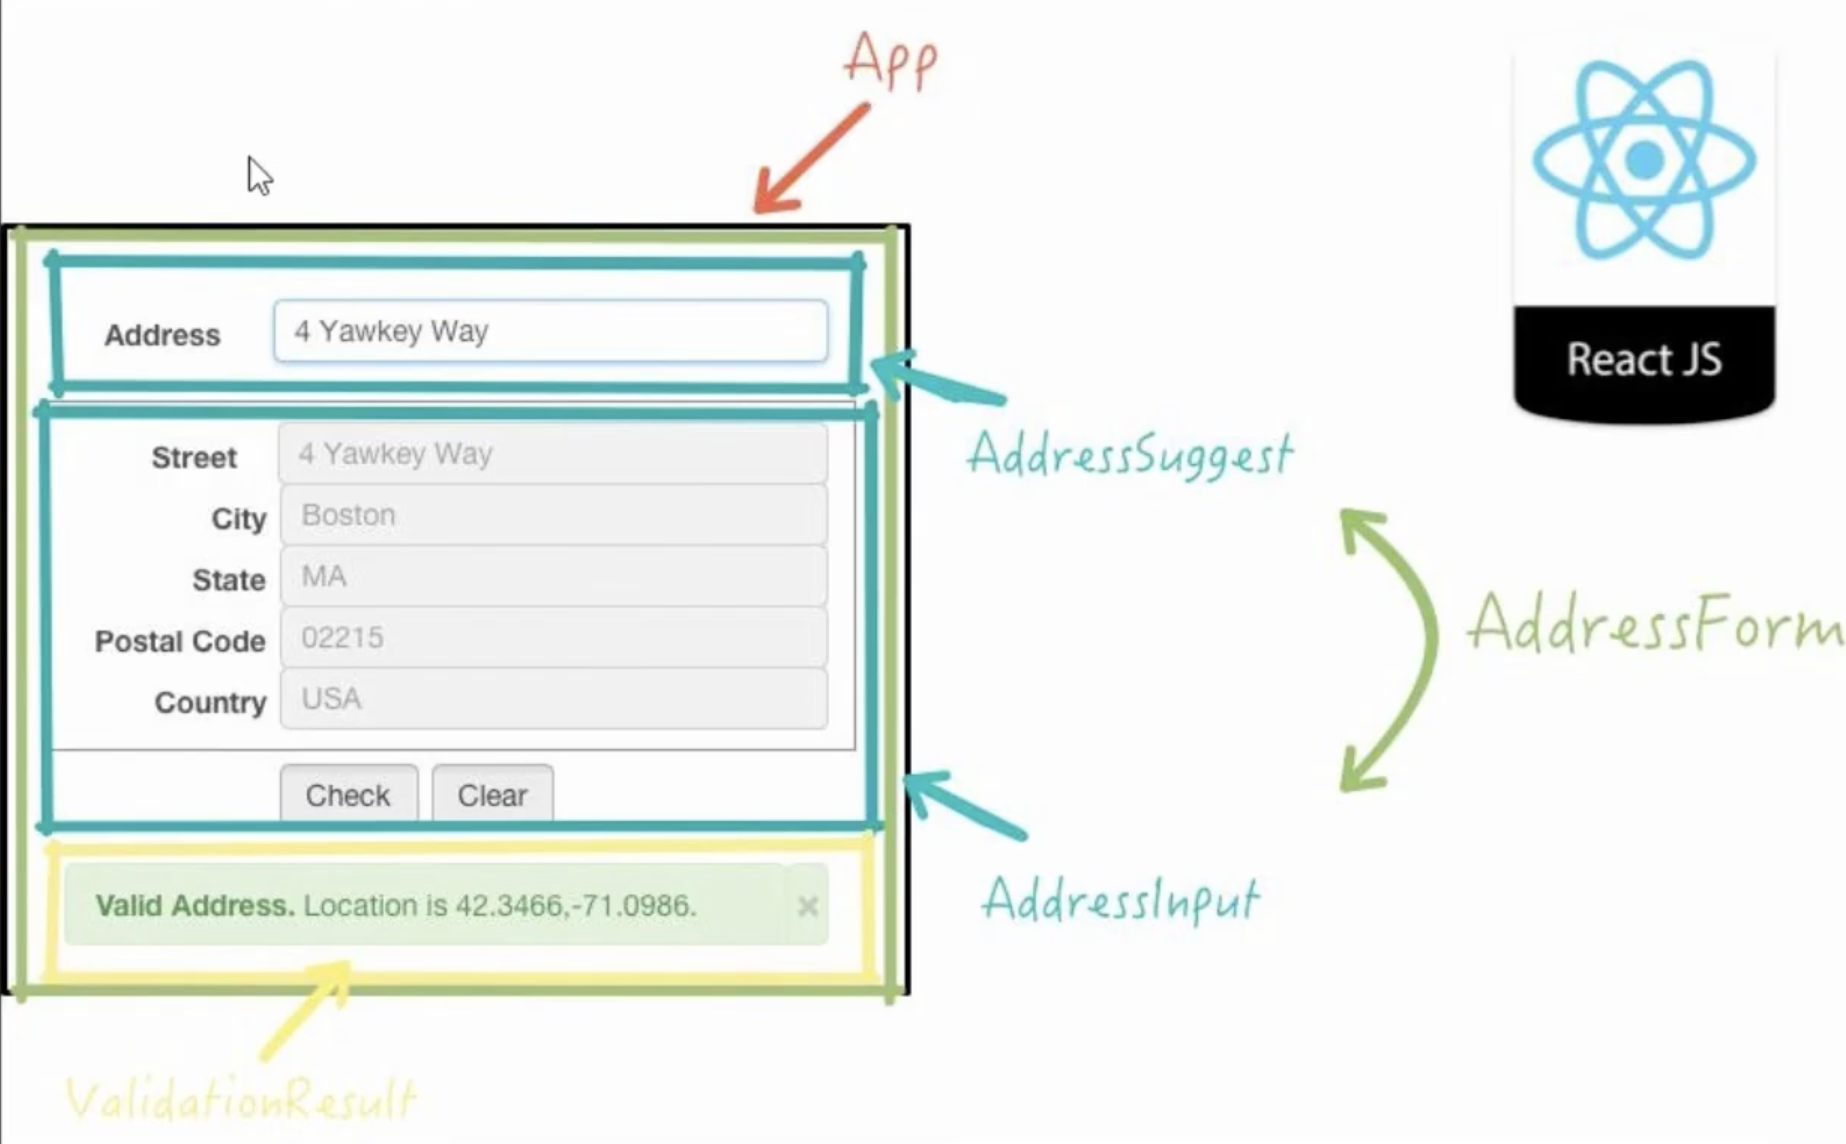 App
React JS
Address 4 Yawkey Way
AddressSuggest
Street 4 Yawkey Way
City Boston
State MA
Postal Code 02215
Country USA
AddressForm
Check Clear
AddressInput
Valid Address. Location is 42.3466,-71.0986. ×
ValidationResult